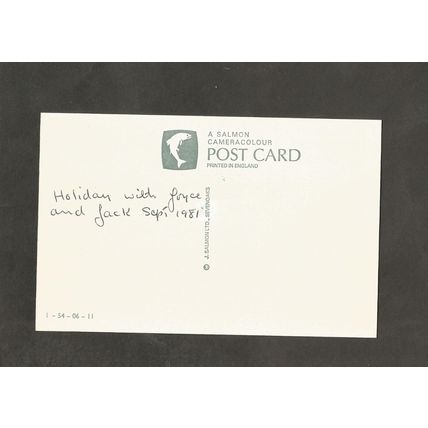 A SALMON
CAMERACOLOUR
POST CARD
PRINTED IN ENGLAND
Holiday with Joyce
and Jack Sept 1981
© J. SALMON LTD., SEVENOAKS
1 - 54 - 06 - 11